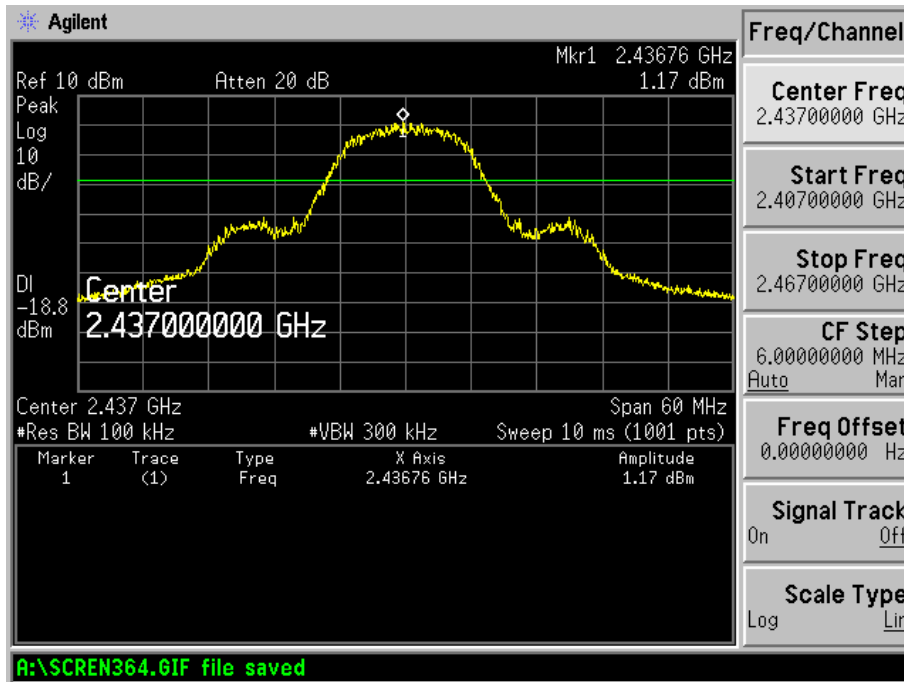 Agilent
Mkr1 2.43676 GHz
Ref 10 dBm Atten 20 dB 1.17 dBm
Peak
Log
10
dB/
DI
-18.8
dBm
Center
2.437000000 GHz
Center 2.437 GHz Span 60 MHz
#Res BW 100 kHz #VBW 300 kHz Sweep 10 ms (1001 pts)
Marker Trace Type X Axis Amplitude
1 (1) Freq 2.43676 GHz 1.17 dBm
A:\SCREN364.GIF file saved
Freq/Channel
Center Freq
2.43700000 GHz
Start Freq
2.40700000 GHz
Stop Freq
2.46700000 GHz
CF Step
6.00000000 MHz
Auto Man
Freq Offset
0.00000000 Hz
Signal Track
On Off
Scale Type
Log Lin